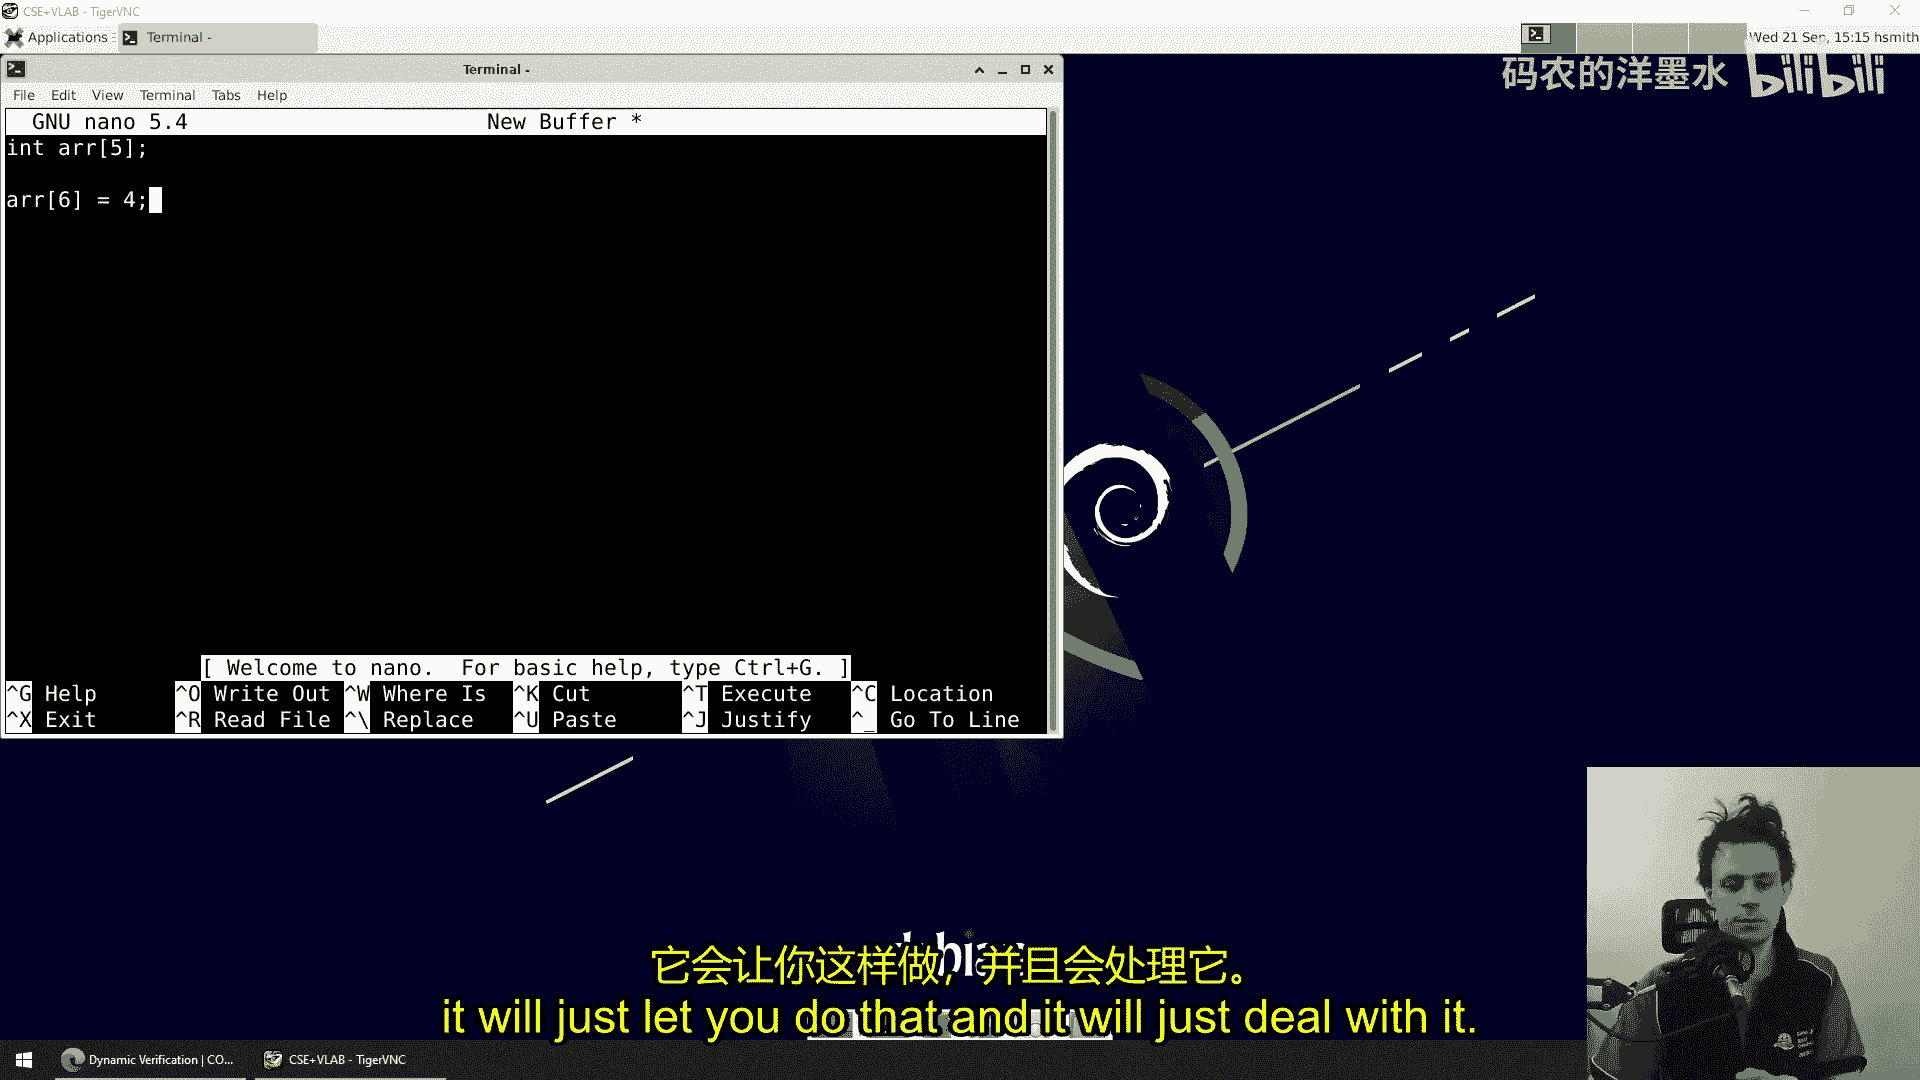 CSE+VLAB - TigerVNC
Applications
Terminal -
Wed 21 Sep, 15:15 hsmith
码农的洋墨水 bilibili
Terminal -
File Edit View Terminal Tabs Help
GNU nano 5.4 New Buffer *
int arr[5];
arr[6] = 4;
[ Welcome to nano.  For basic help, type Ctrl+G. ]
^G Help ^O Write Out ^W Where Is ^K Cut ^T Execute ^C Location
^X Exit ^R Read File ^\ Replace ^U Paste ^J Justify ^_ Go To Line
它会让你这样做，并且会处理它。
it will just let you do that and it will just deal with it.
Dynamic Verification | CO... CSE+VLAB - TigerVNC